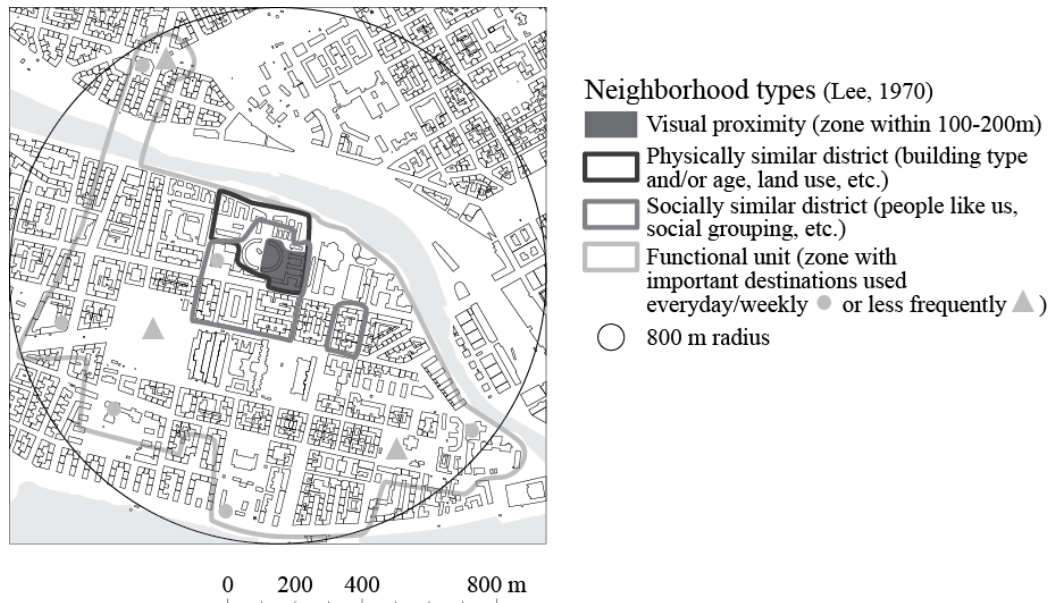 Neighborhood types (Lee, 1970)
Visual proximity (zone within 100-200m)
Physically similar district (building type
and/or age, land use, etc.)
Socially similar district (people like us,
social grouping, etc.)
Functional unit (zone with
important destinations used
everyday/weekly or less frequently )
800 m radius
0 200 400 800 m